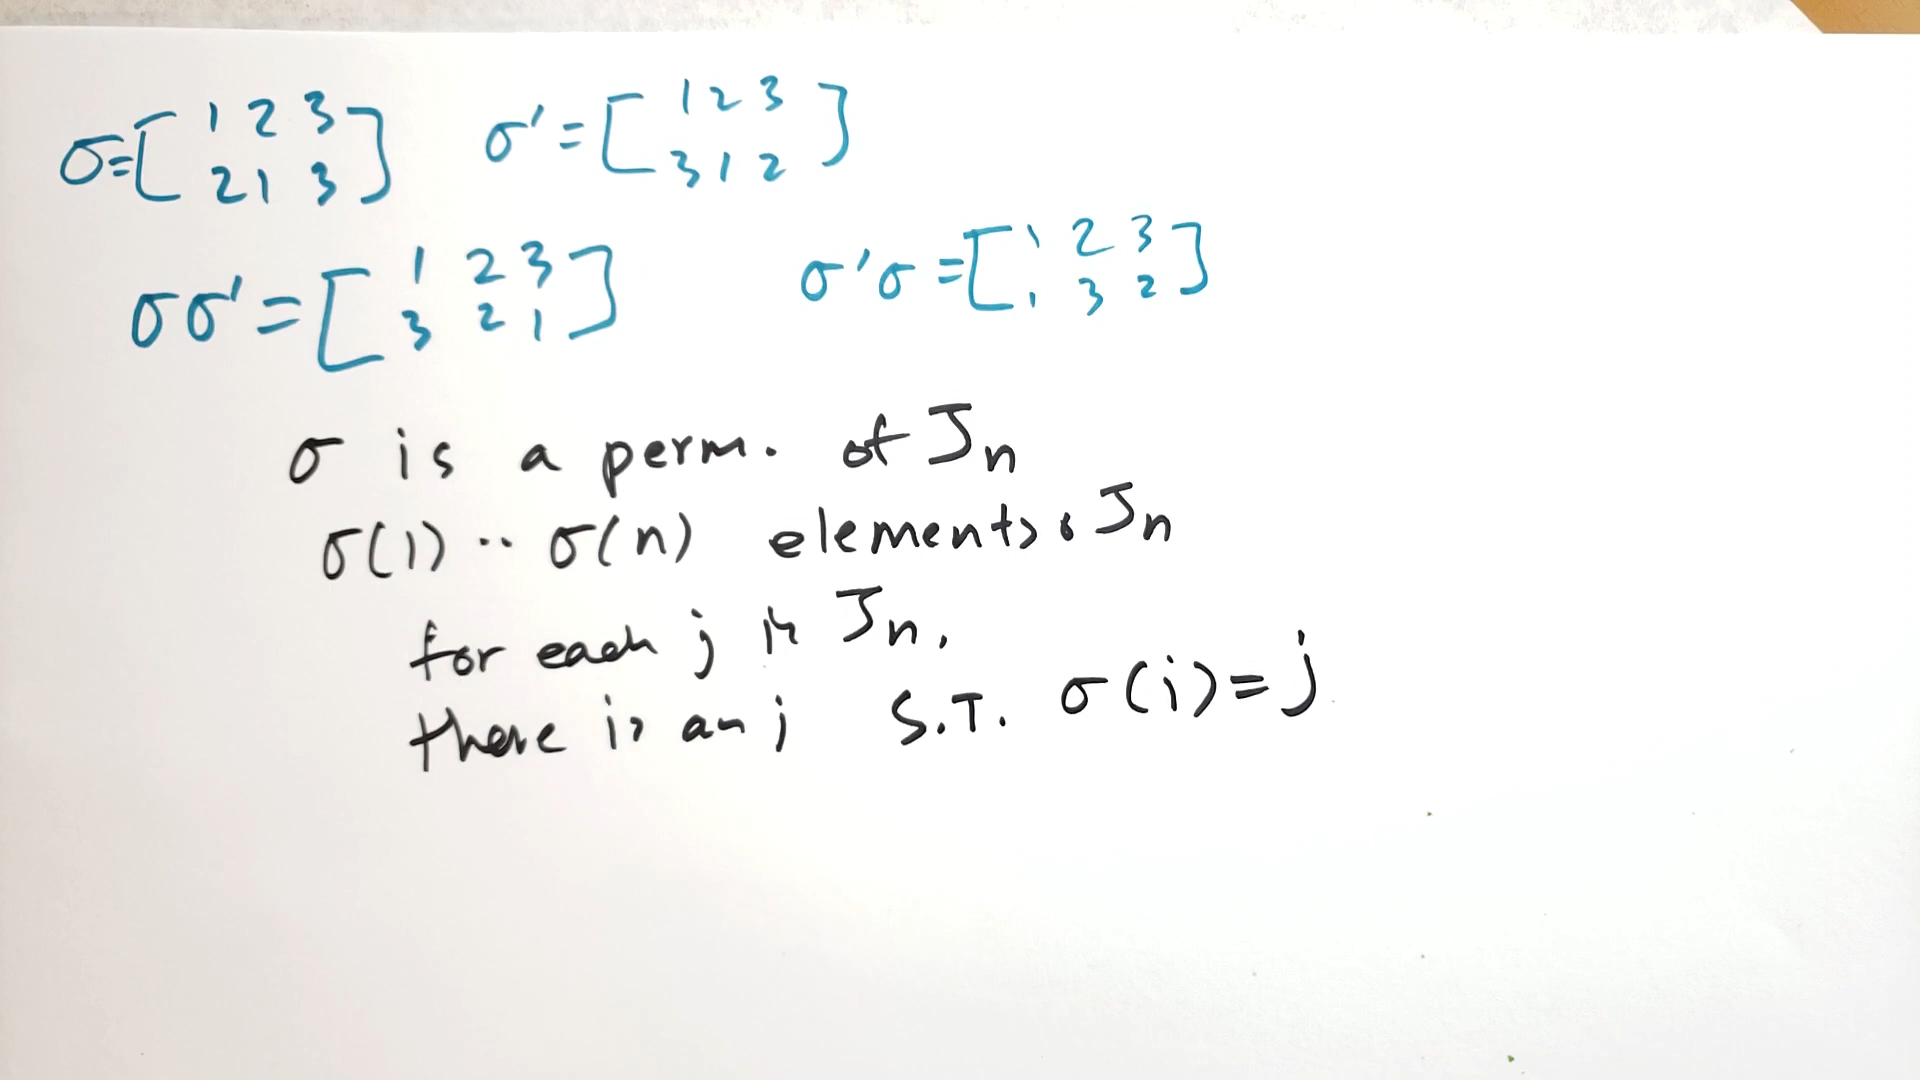 σ=[1 2 3 / 2 1 3] σ'=[1 2 3 / 3 1 2]
σσ'=[1 2 3 / 3 2 1] σ'σ=[1 2 3 / 1 3 2]
σ is a perm. of Jn
σ(1) ·· σ(n) elements Jn
for each j in Jn,
there is an i s.T. σ(i)=j